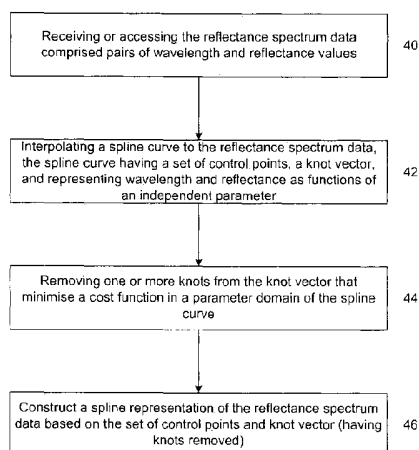 Receiving or accessing the reflectance spectrum data
comprised pairs of wavelength and reflectance values
40
Interpolating a spline curve to the reflectance spectrum data,
the spline curve having a set of control points, a knot vector,
and representing wavelength and reflectance as functions of
an independent parameter
42
Removing one or more knots from the knot vector that
minimise a cost function in a parameter domain of the spline
curve
44
Construct a spline representation of the reflectance spectrum
data based on the set of control points and knot vector (having
knots removed)
46